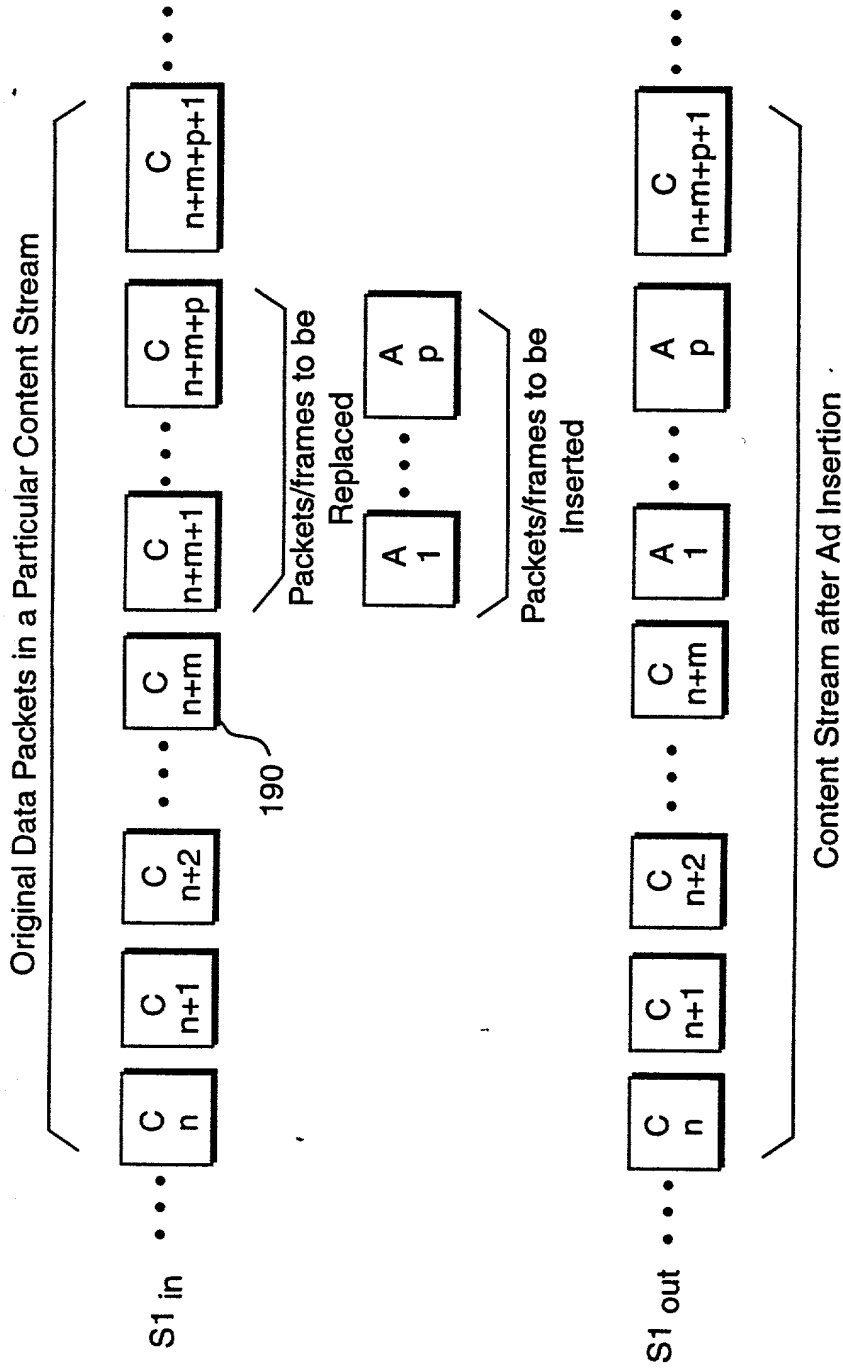 Original Data Packets in a Particular Content Stream
S1 in • • • C n C n+1 C n+2 • • • C n+m C n+m+1 • • • C n+m+p C n+m+p+1 • • •
190
Packets/frames to be
Replaced
A 1 • • • A p
Packets/frames to be
Inserted
S1 out • • • C n C n+1 C n+2 • • • C n+m A 1 • • • A p C n+m+p+1 • • •
Content Stream after Ad Insertion